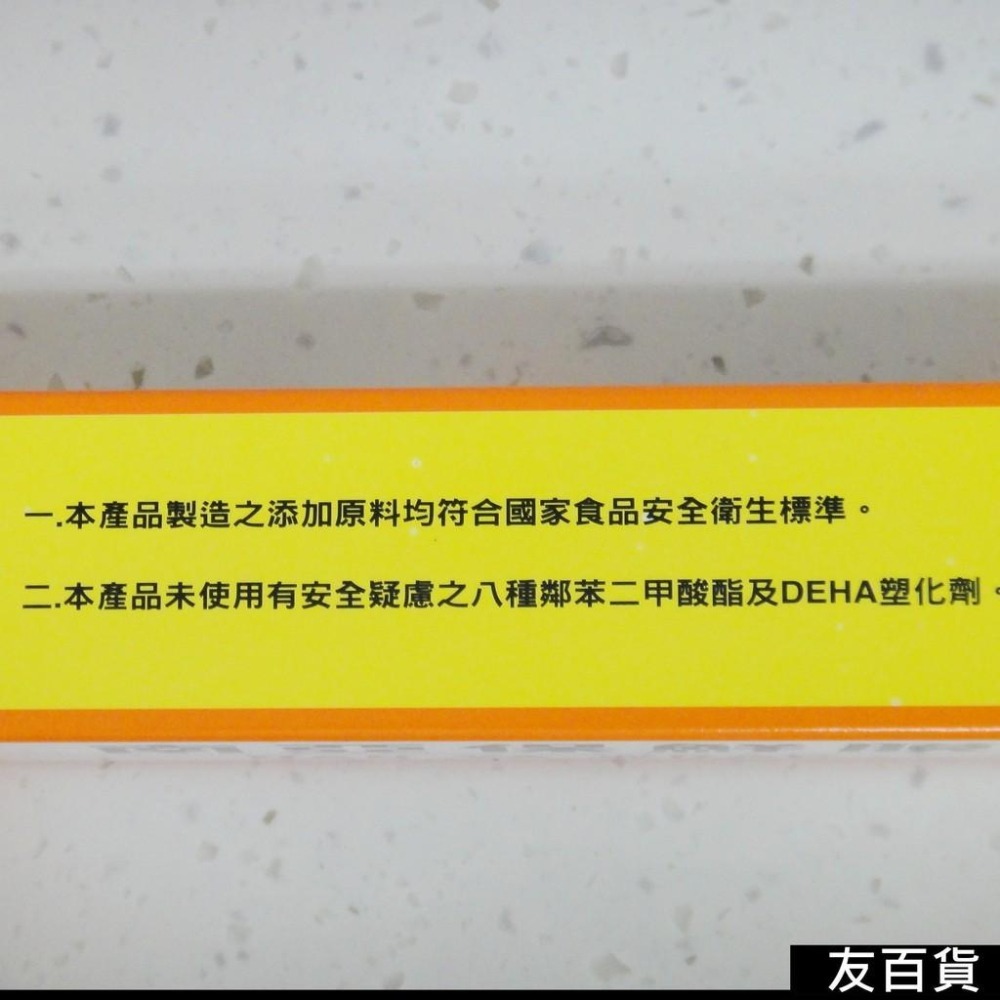 一.本產品製造之添加原料均符合國家食品安全衛生標準。
二.本產品未使用有安全疑慮之八種鄰苯二甲酸酯及DEHA塑化劑。
友百貨